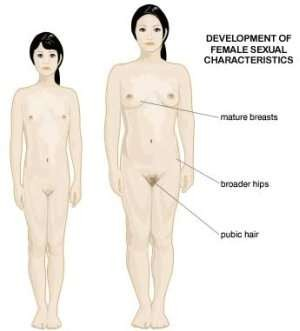 DEVELOPMENT OF
FEMALE SEXUAL
CHARACTERISTICS
mature breasts
broader hips
pubic hair